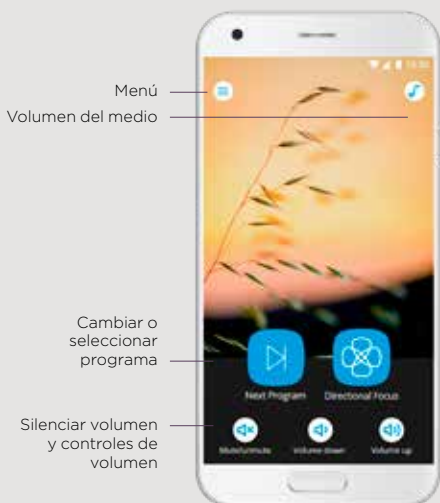 Menú
Volumen del medio
Cambiar o
seleccionar
programa
Silenciar volumen
y controles de
volumen
Next Program
Directional Focus
Mute/unmute
Volume down
Volume up